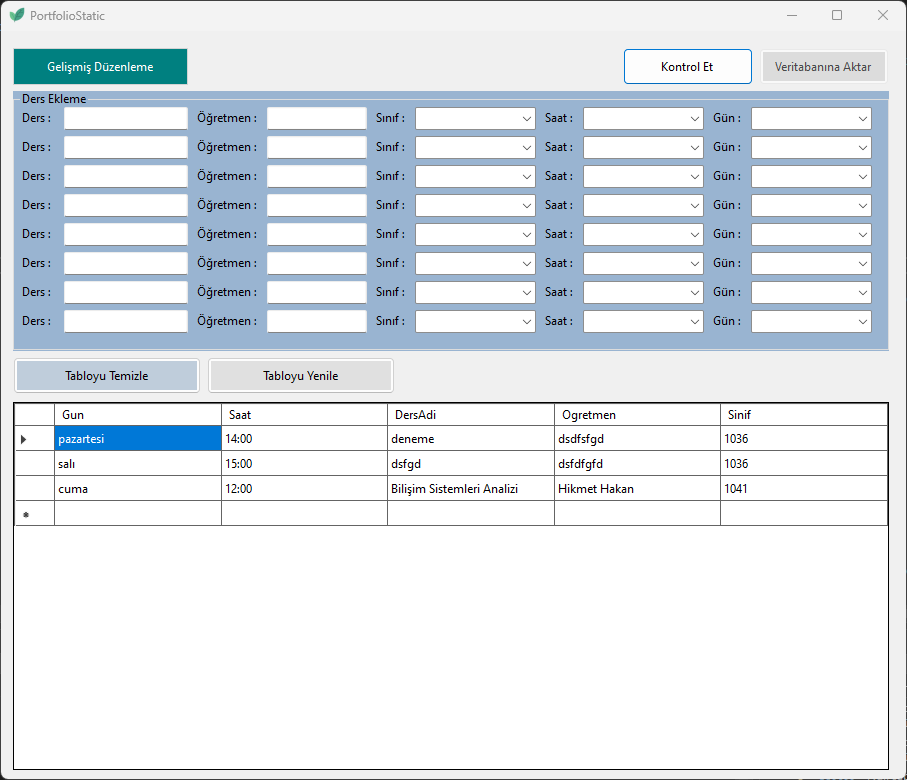 PortfolioStatic
Gelişmiş Düzenleme Kontrol Et Veritabanına Aktar
Ders Ekleme
Ders : Öğretmen : Sınıf : Saat : Gün :
Ders : Öğretmen : Sınıf : Saat : Gün :
Ders : Öğretmen : Sınıf : Saat : Gün :
Ders : Öğretmen : Sınıf : Saat : Gün :
Ders : Öğretmen : Sınıf : Saat : Gün :
Ders : Öğretmen : Sınıf : Saat : Gün :
Ders : Öğretmen : Sınıf : Saat : Gün :
Ders : Öğretmen : Sınıf : Saat : Gün :
Tabloyu Temizle Tabloyu Yenile
Gun Saat DersAdi Ogretmen Sinif
pazartesi 14:00 deneme dsdfsfgd 1036
salı 15:00 dsfgd dsfdfgfd 1036
cuma 12:00 Bilişim Sistemleri Analizi Hikmet Hakan 1041